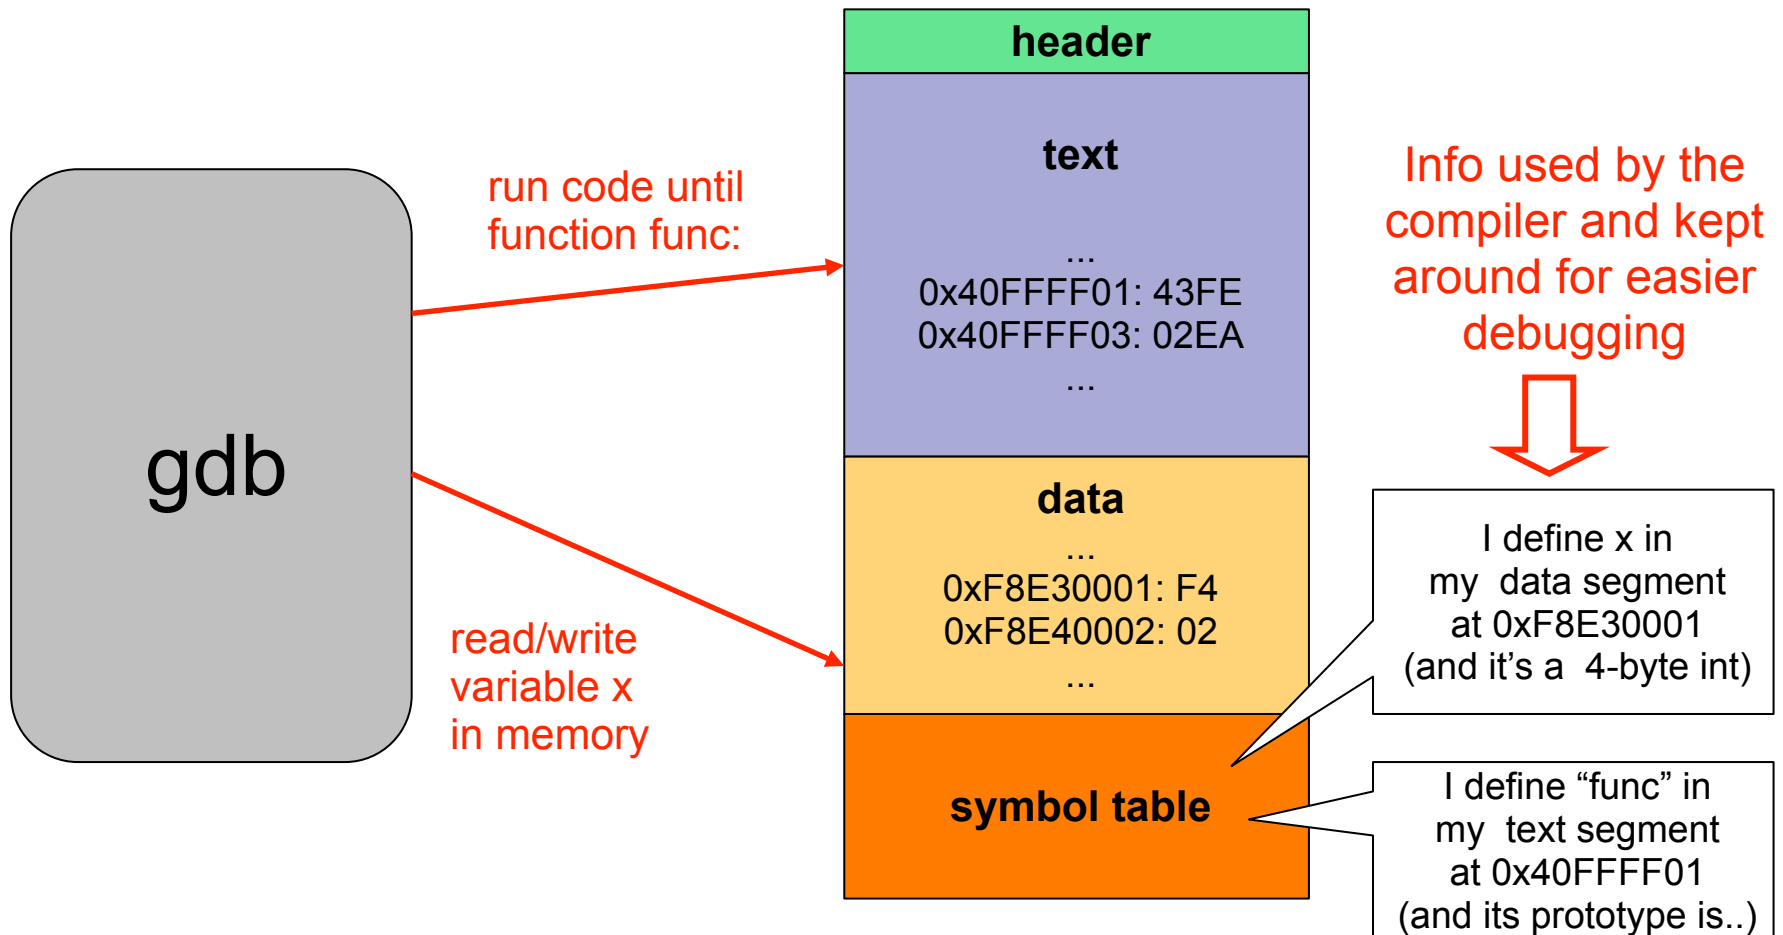 gdb
run code until
function func:
read/write
variable x
in memory
header
text
...
0x40FFFF01: 43FE
0x40FFFF03: 02EA
...
data
...
0xF8E30001: F4
0xF8E40002: 02
...
symbol table
Info used by the
compiler and kept
around for easier
debugging
I define x in
my data segment
at 0xF8E30001
(and it’s a 4-byte int)
I define “func” in
my text segment
at 0x40FFFF01
(and its prototype is..)